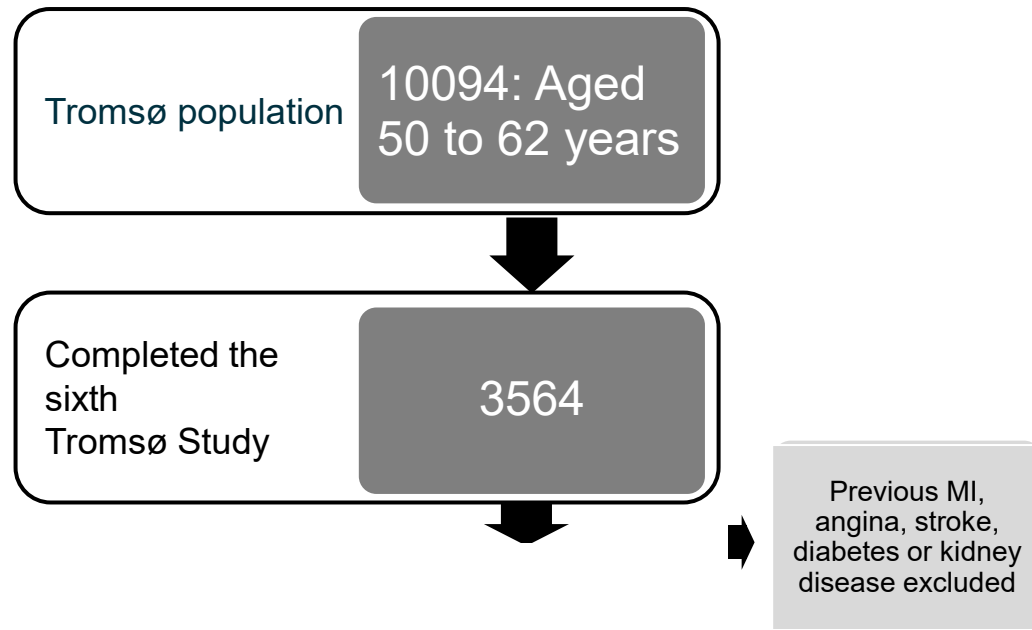 Tromsø population
10094: Aged
50 to 62 years
Completed the
sixth
Tromsø Study
3564
Previous MI,
angina, stroke,
diabetes or kidney
disease excluded